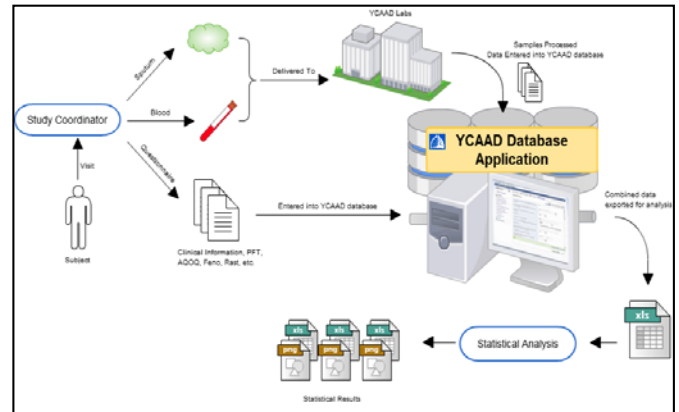 YCAAD Labs
Samples Processed
Data Entered into YCAAD database
Sputum
Delivered To
Study Coordinator
Blood
YCAAD Database
Application
Questionnaire
Visit
Combined data
exported for analysis
Entered into YCAAD database
Subject
Clinical Information, PFT,
AQOQ, Feno, Rast, etc.
xls
xls
xls
xls
png
png
png
Statistical Analysis
Statistical Results